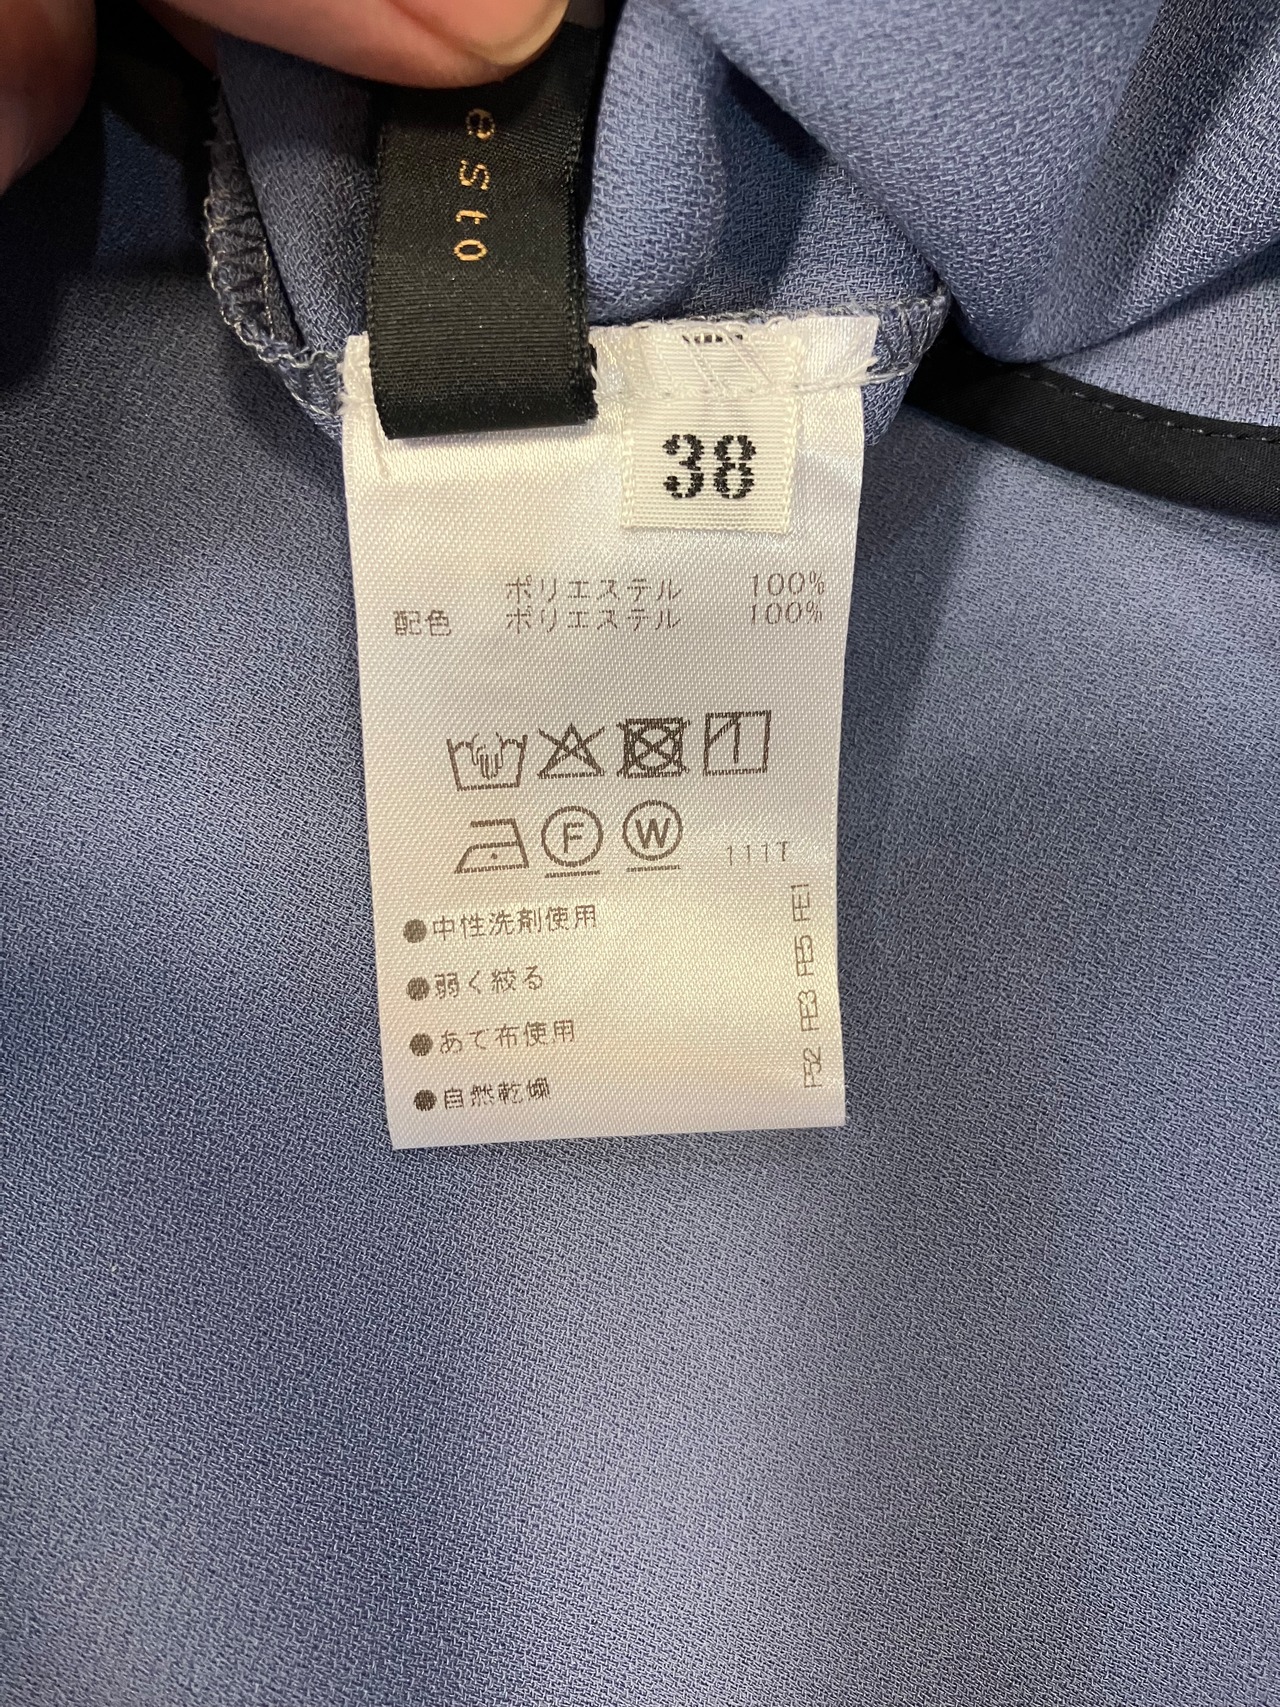 esto
38
ポリエステル 100%
配色 ポリエステル 100%
F
W
111T
●中性洗剤使用
●弱く絞る
●あて布使用
●自然乾燥
F52 FE3 FE5 FE1